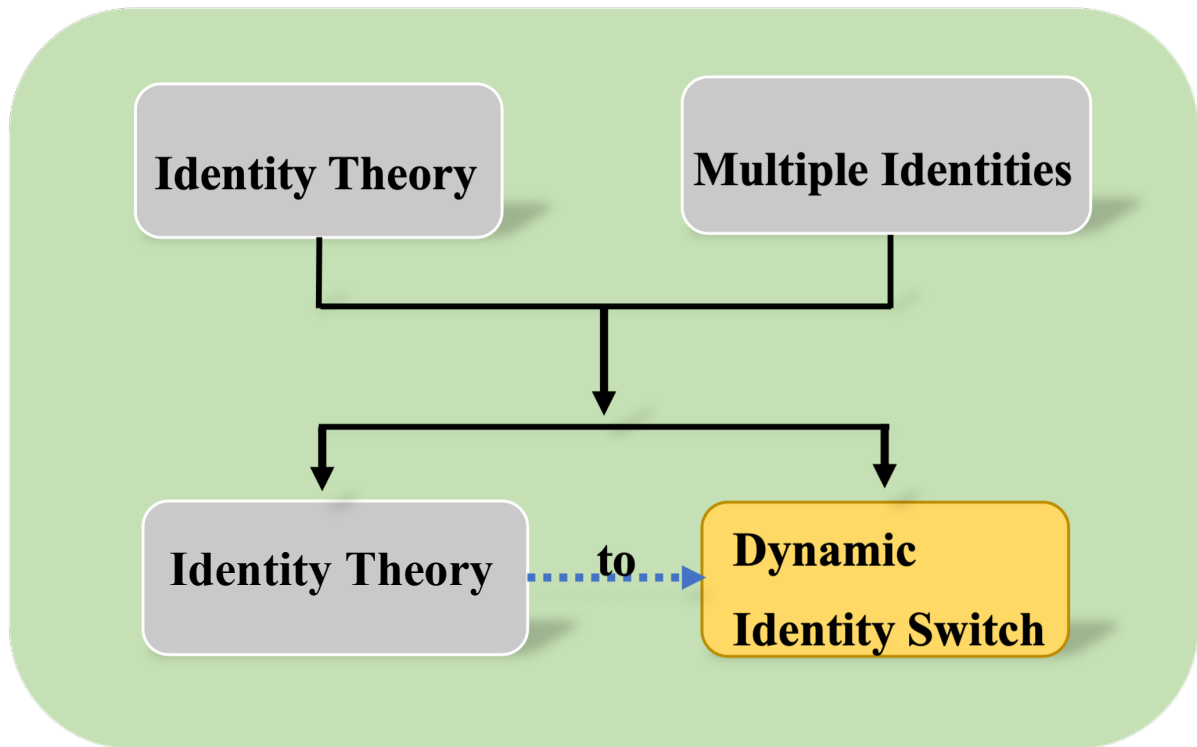 Identity Theory
Multiple Identities
Identity Theory
to
Dynamic
Identity Switch